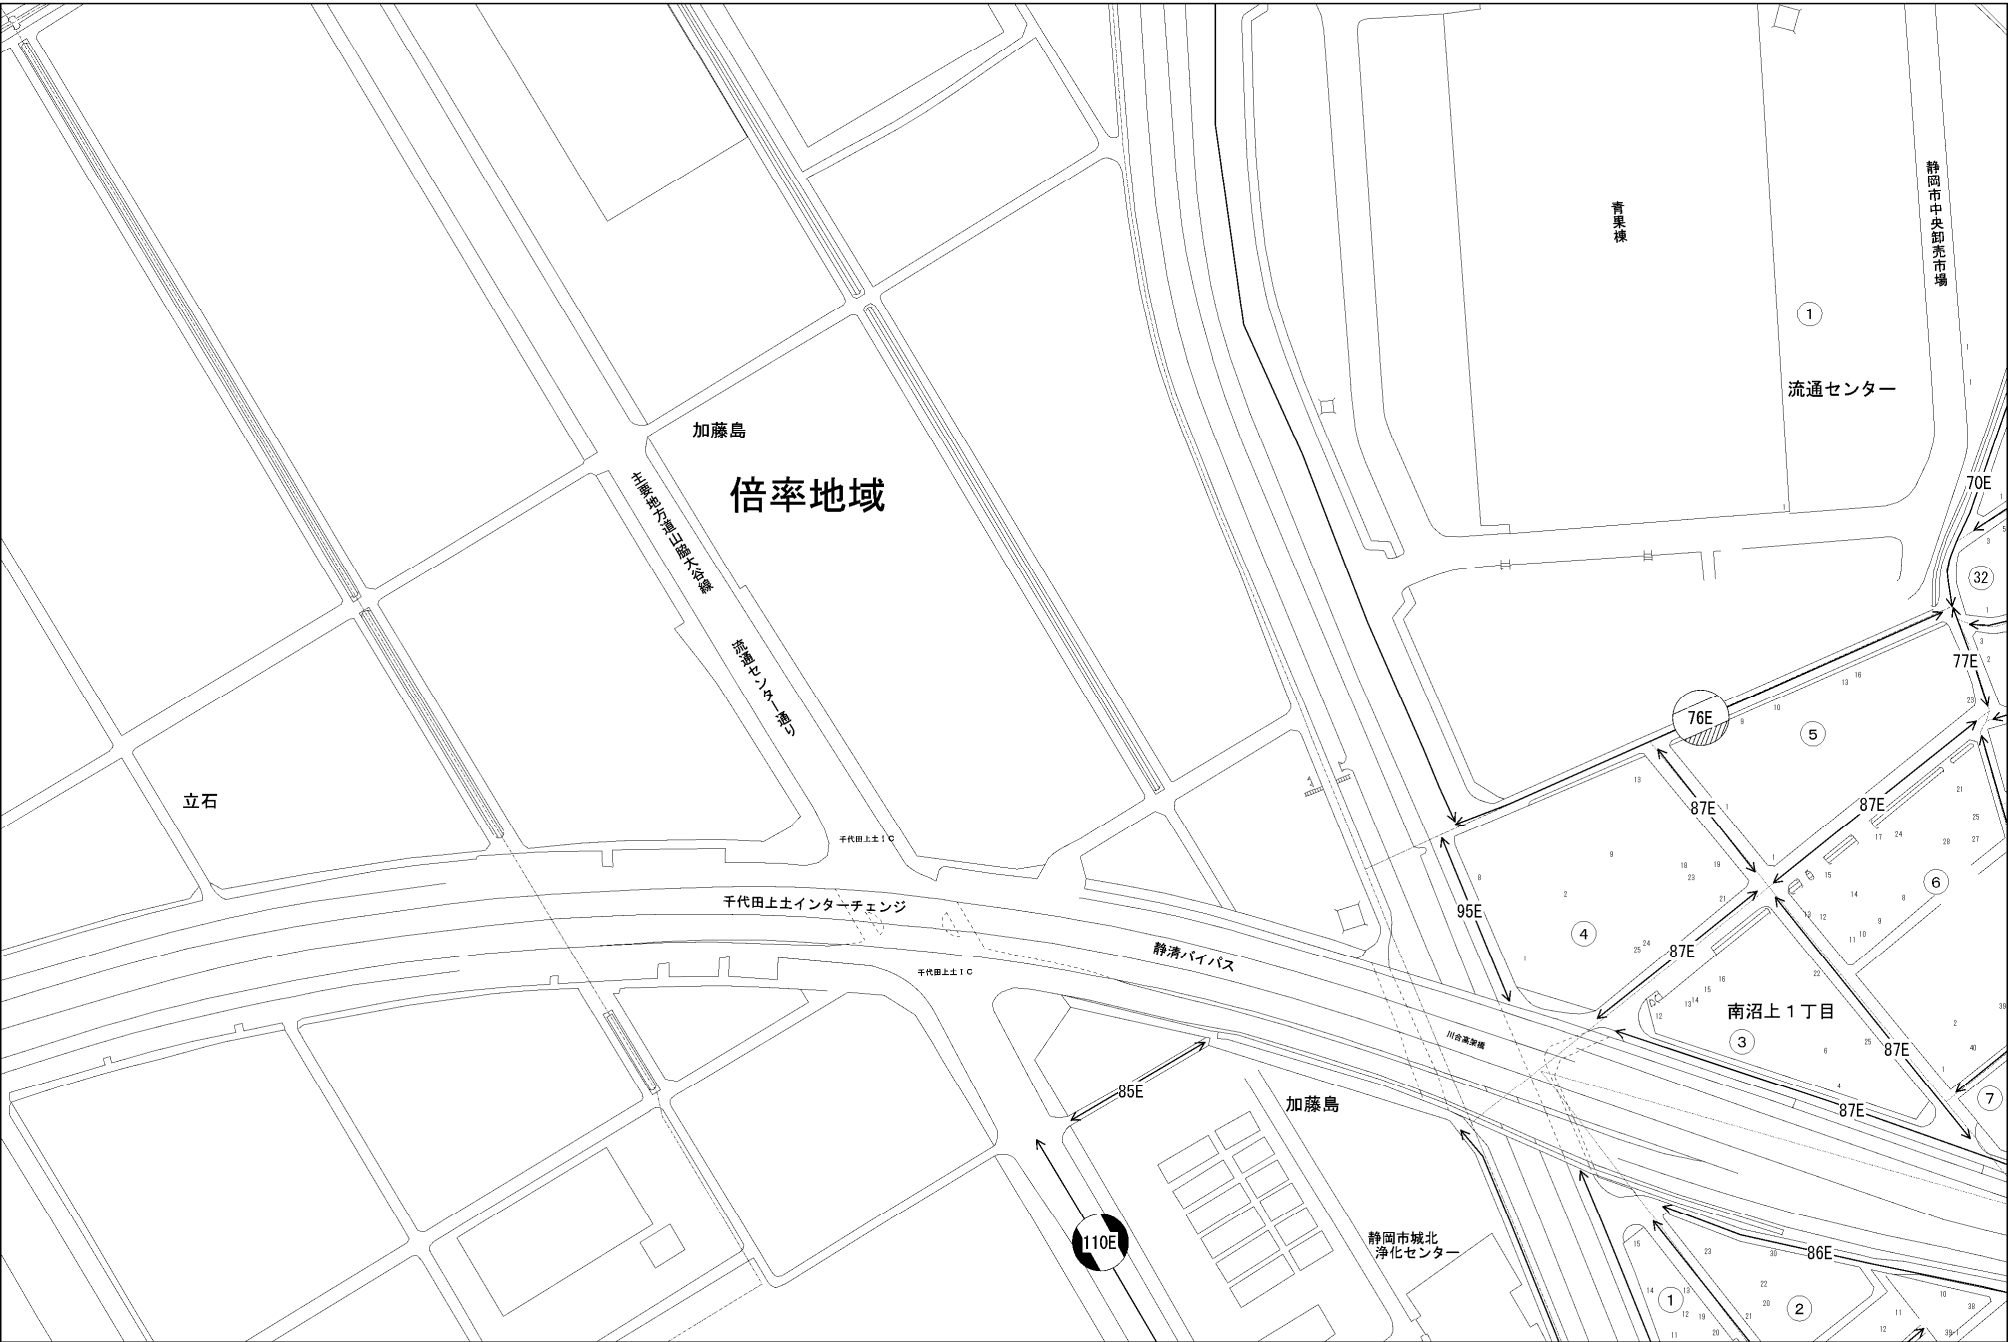 静岡市中央卸売市場
青果棟
1
流通センター
加藤島
倍率地域
主要地方道山脇大谷線
流通センター通り
70E
32
77E
76E
5
87E
87E
立石
千代田上土IC
千代田上土インターチェンジ
静清バイパス
千代田上土IC
95E
4
87E
6
南沼上1丁目
3
川合高架橋
87E
87E
7
85E
加藤島
110E
静岡市城北
浄化センター
86E
1
2